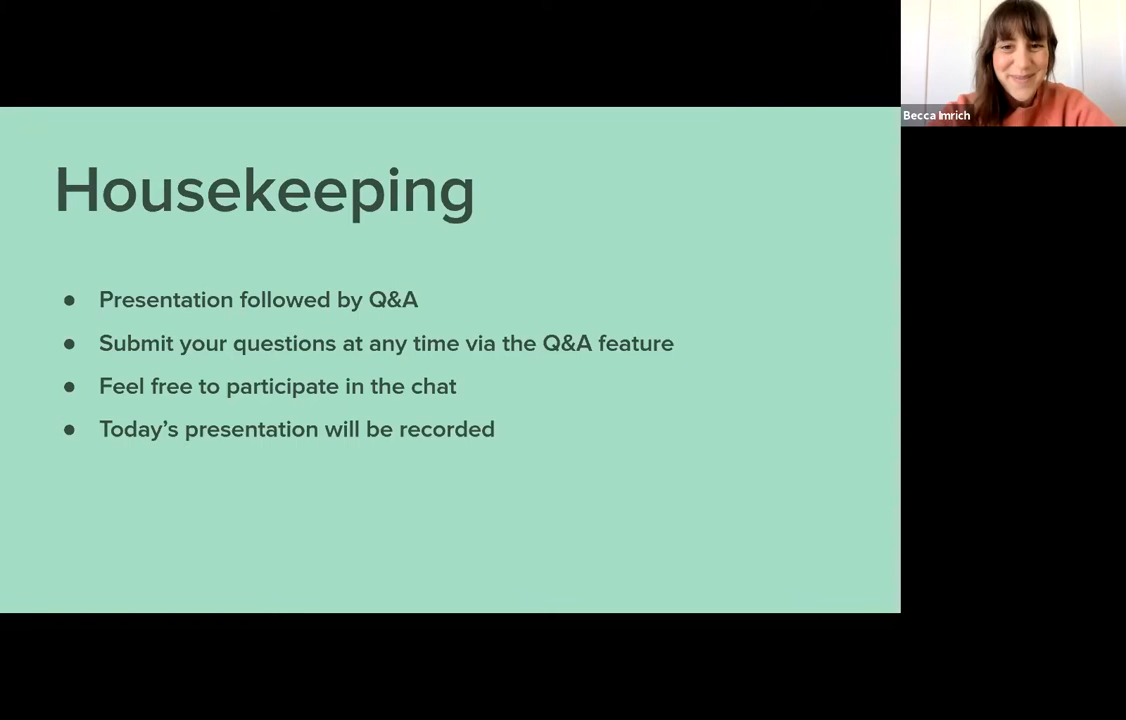 Becca Imrich
Housekeeping
● Presentation followed by Q&A
● Submit your questions at any time via the Q&A feature
● Feel free to participate in the chat
● Today’s presentation will be recorded